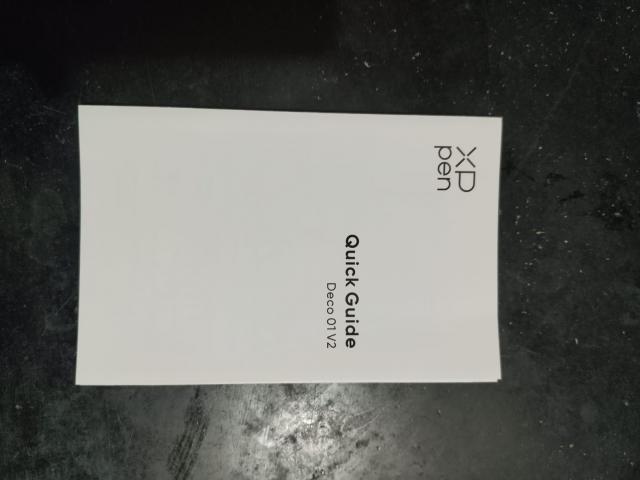 XP
pen
Quick Guide
Deco 01 V2